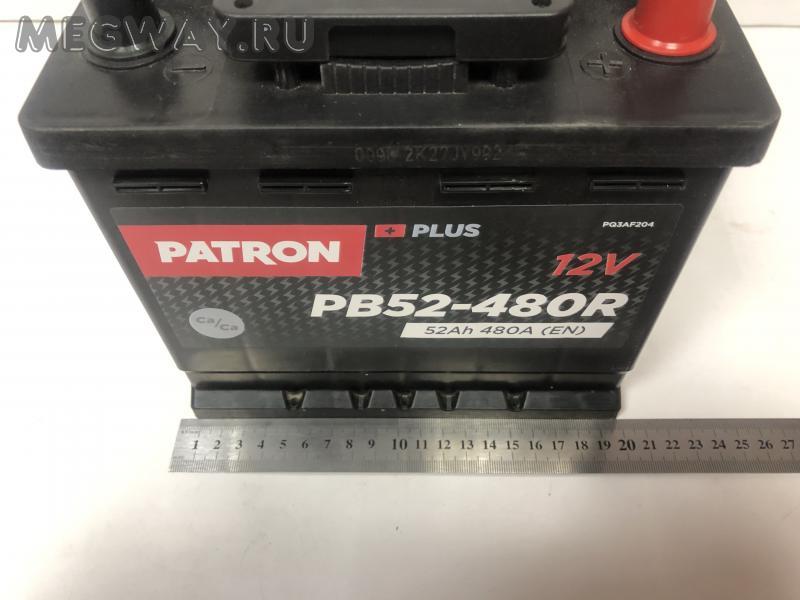 MEGWAY.RU
- +
PQ3AF204
PATRON
+ PLUS
12V
PB52-480R
Ca/Ca
52Ah 480A (EN)
1 2 3 4 5 6 7 8 9 10 11 12 13 14 15 16 17 18 19 20 21 22 23 24 25 26 27